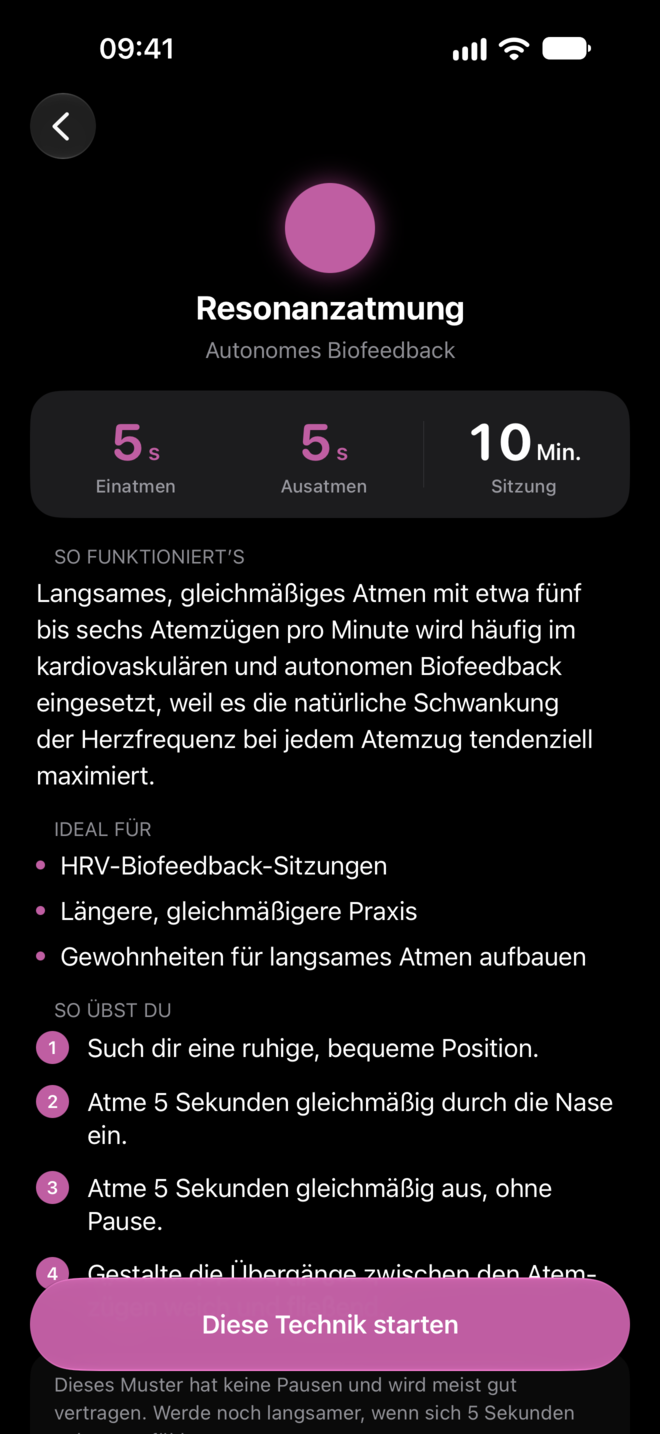 09:41
Resonanzatmung
Autonomes Biofeedback
5 s
Einatmen
5 s
Ausatmen
10 Min.
Sitzung
SO FUNKTIONIERT’S
Langsames, gleichmäßiges Atmen mit etwa fünf
bis sechs Atemzügen pro Minute wird häufig im
kardiovaskulären und autonomen Biofeedback
eingesetzt, weil es die natürliche Schwankung
der Herzfrequenz bei jedem Atemzug tendenziell
maximiert.
IDEAL FÜR
• HRV-Biofeedback-Sitzungen
• Längere, gleichmäßigere Praxis
• Gewohnheiten für langsames Atmen aufbauen
SO ÜBST DU
1 Such dir eine ruhige, bequeme Position.
2 Atme 5 Sekunden gleichmäßig durch die Nase
ein.
3 Atme 5 Sekunden gleichmäßig aus, ohne
Pause.
4 Gestalte die Übergänge zwischen den Atem-
Diese Technik starten
Dieses Muster hat keine Pausen und wird meist gut
vertragen. Werde noch langsamer, wenn sich 5 Sekunden